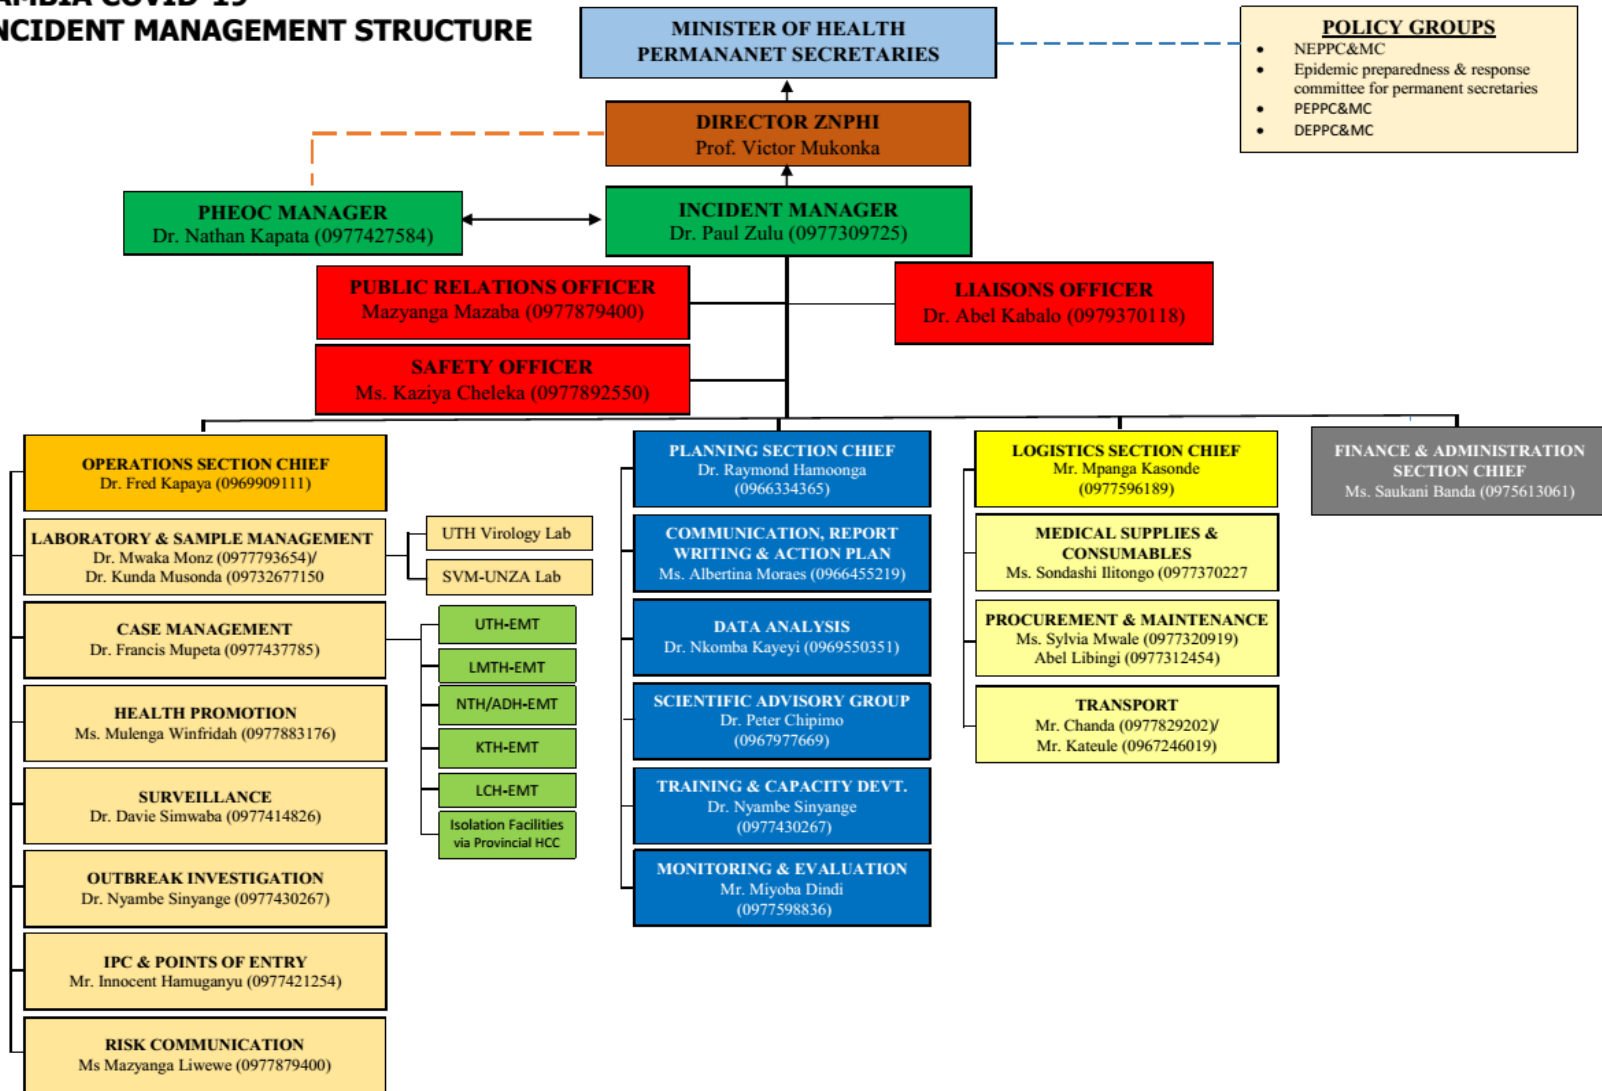 AMBIA COVID-19
NCIDENT MANAGEMENT STRUCTURE
MINISTER OF HEALTH
PERMANANET SECRETARIES
POLICY GROUPS
• NEPPC&MC
• Epidemic preparedness & response
committee for permanent secretaries
• PEPPC&MC
• DEPPC&MC
DIRECTOR ZNPHI
Prof. Victor Mukonka
PHEOC MANAGER
Dr. Nathan Kapata (0977427584)
INCIDENT MANAGER
Dr. Paul Zulu (0977309725)
PUBLIC RELATIONS OFFICER
Mazyanga Mazaba (0977879400)
LIAISONS OFFICER
Dr. Abel Kabalo (0979370118)
SAFETY OFFICER
Ms. Kaziya Cheleka (0977892550)
OPERATIONS SECTION CHIEF
Dr. Fred Kapaya (0969909111)
LABORATORY & SAMPLE MANAGEMENT
Dr. Mwaka Monz (0977793654)/
Dr. Kunda Musonda (09732677150
UTH Virology Lab
SVM-UNZA Lab
CASE MANAGEMENT
Dr. Francis Mupeta (0977437785)
UTH-EMT
LMTH-EMT
NTH/ADH-EMT
KTH-EMT
LCH-EMT
Isolation Facilities
via Provincial HCC
HEALTH PROMOTION
Ms. Mulenga Winfridah (0977883176)
SURVEILLANCE
Dr. Davie Simwaba (0977414826)
OUTBREAK INVESTIGATION
Dr. Nyambe Sinyange (0977430267)
IPC & POINTS OF ENTRY
Mr. Innocent Hamuganyu (0977421254)
RISK COMMUNICATION
Ms Mazyanga Liwewe (0977879400)
PLANNING SECTION CHIEF
Dr. Raymond Hamoonga
(0966334365)
COMMUNICATION, REPORT
WRITING & ACTION PLAN
Ms. Albertina Moraes (0966455219)
DATA ANALYSIS
Dr. Nkomba Kayeyi (0969550351)
SCIENTIFIC ADVISORY GROUP
Dr. Peter Chipimo
(0967977669)
TRAINING & CAPACITY DEVT.
Dr. Nyambe Sinyange
(0977430267)
MONITORING & EVALUATION
Mr. Miyoba Dindi
(0977598836)
LOGISTICS SECTION CHIEF
Mr. Mpanga Kasonde
(0977596189)
MEDICAL SUPPLIES &
CONSUMABLES
Ms. Sondashi Ilitongo (0977370227
PROCUREMENT & MAINTENANCE
Ms. Sylvia Mwale (0977320919)
Abel Libingi (0977312454)
TRANSPORT
Mr. Chanda (0977829202)/
Mr. Kateule (0967246019)
FINANCE & ADMINISTRATION
SECTION CHIEF
Ms. Saukani Banda (0975613061)